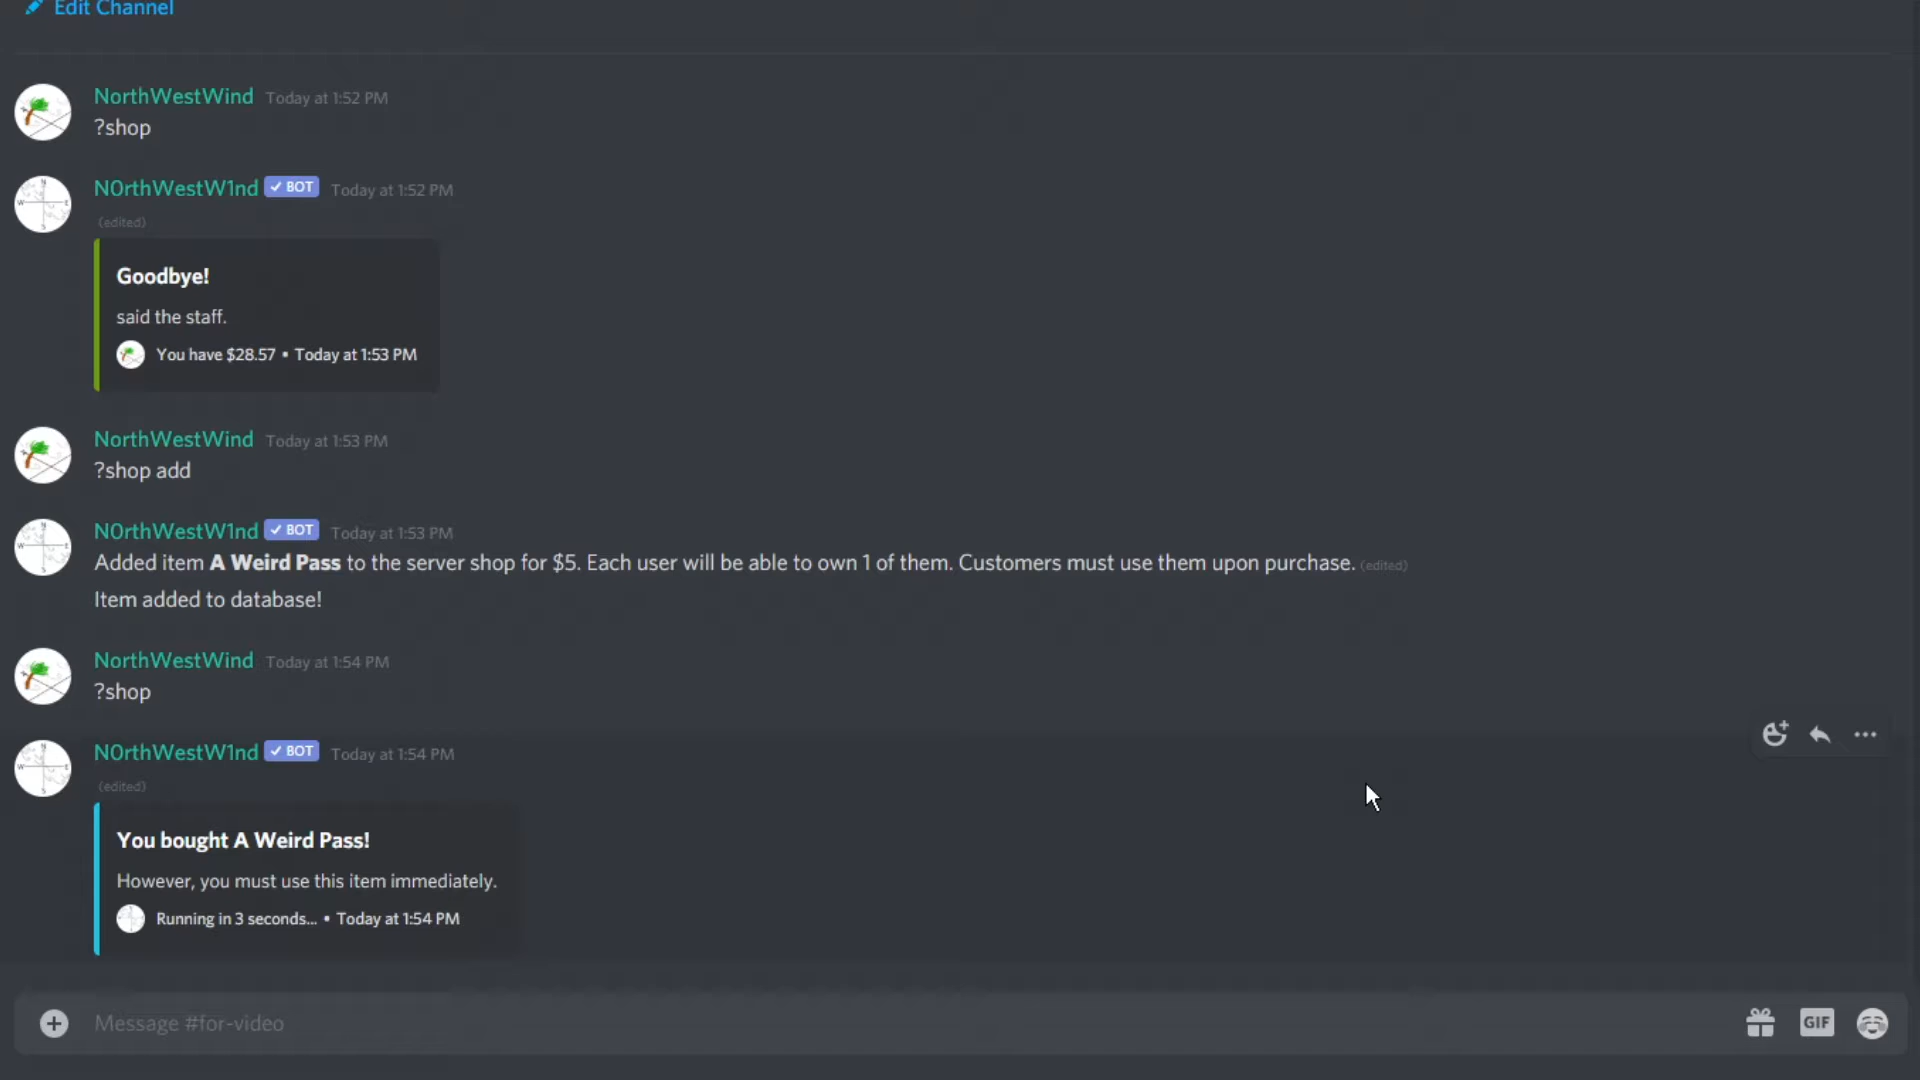 Edit Channel
NorthWestWind Today at 1:52 PM
?shop
N0rthWestW1nd ✓ BOT Today at 1:52 PM
(edited)
Goodbye!
said the staff.
You have $28.57 • Today at 1:53 PM
NorthWestWind Today at 1:53 PM
?shop add
N0rthWestW1nd ✓ BOT Today at 1:53 PM
Added item A Weird Pass to the server shop for $5. Each user will be able to own 1 of them. Customers must use them upon purchase. (edited)
Item added to database!
NorthWestWind Today at 1:54 PM
?shop
N0rthWestW1nd ✓ BOT Today at 1:54 PM
(edited)
You bought A Weird Pass!
However, you must use this item immediately.
Running in 3 seconds... • Today at 1:54 PM
Message #for-video
GIF